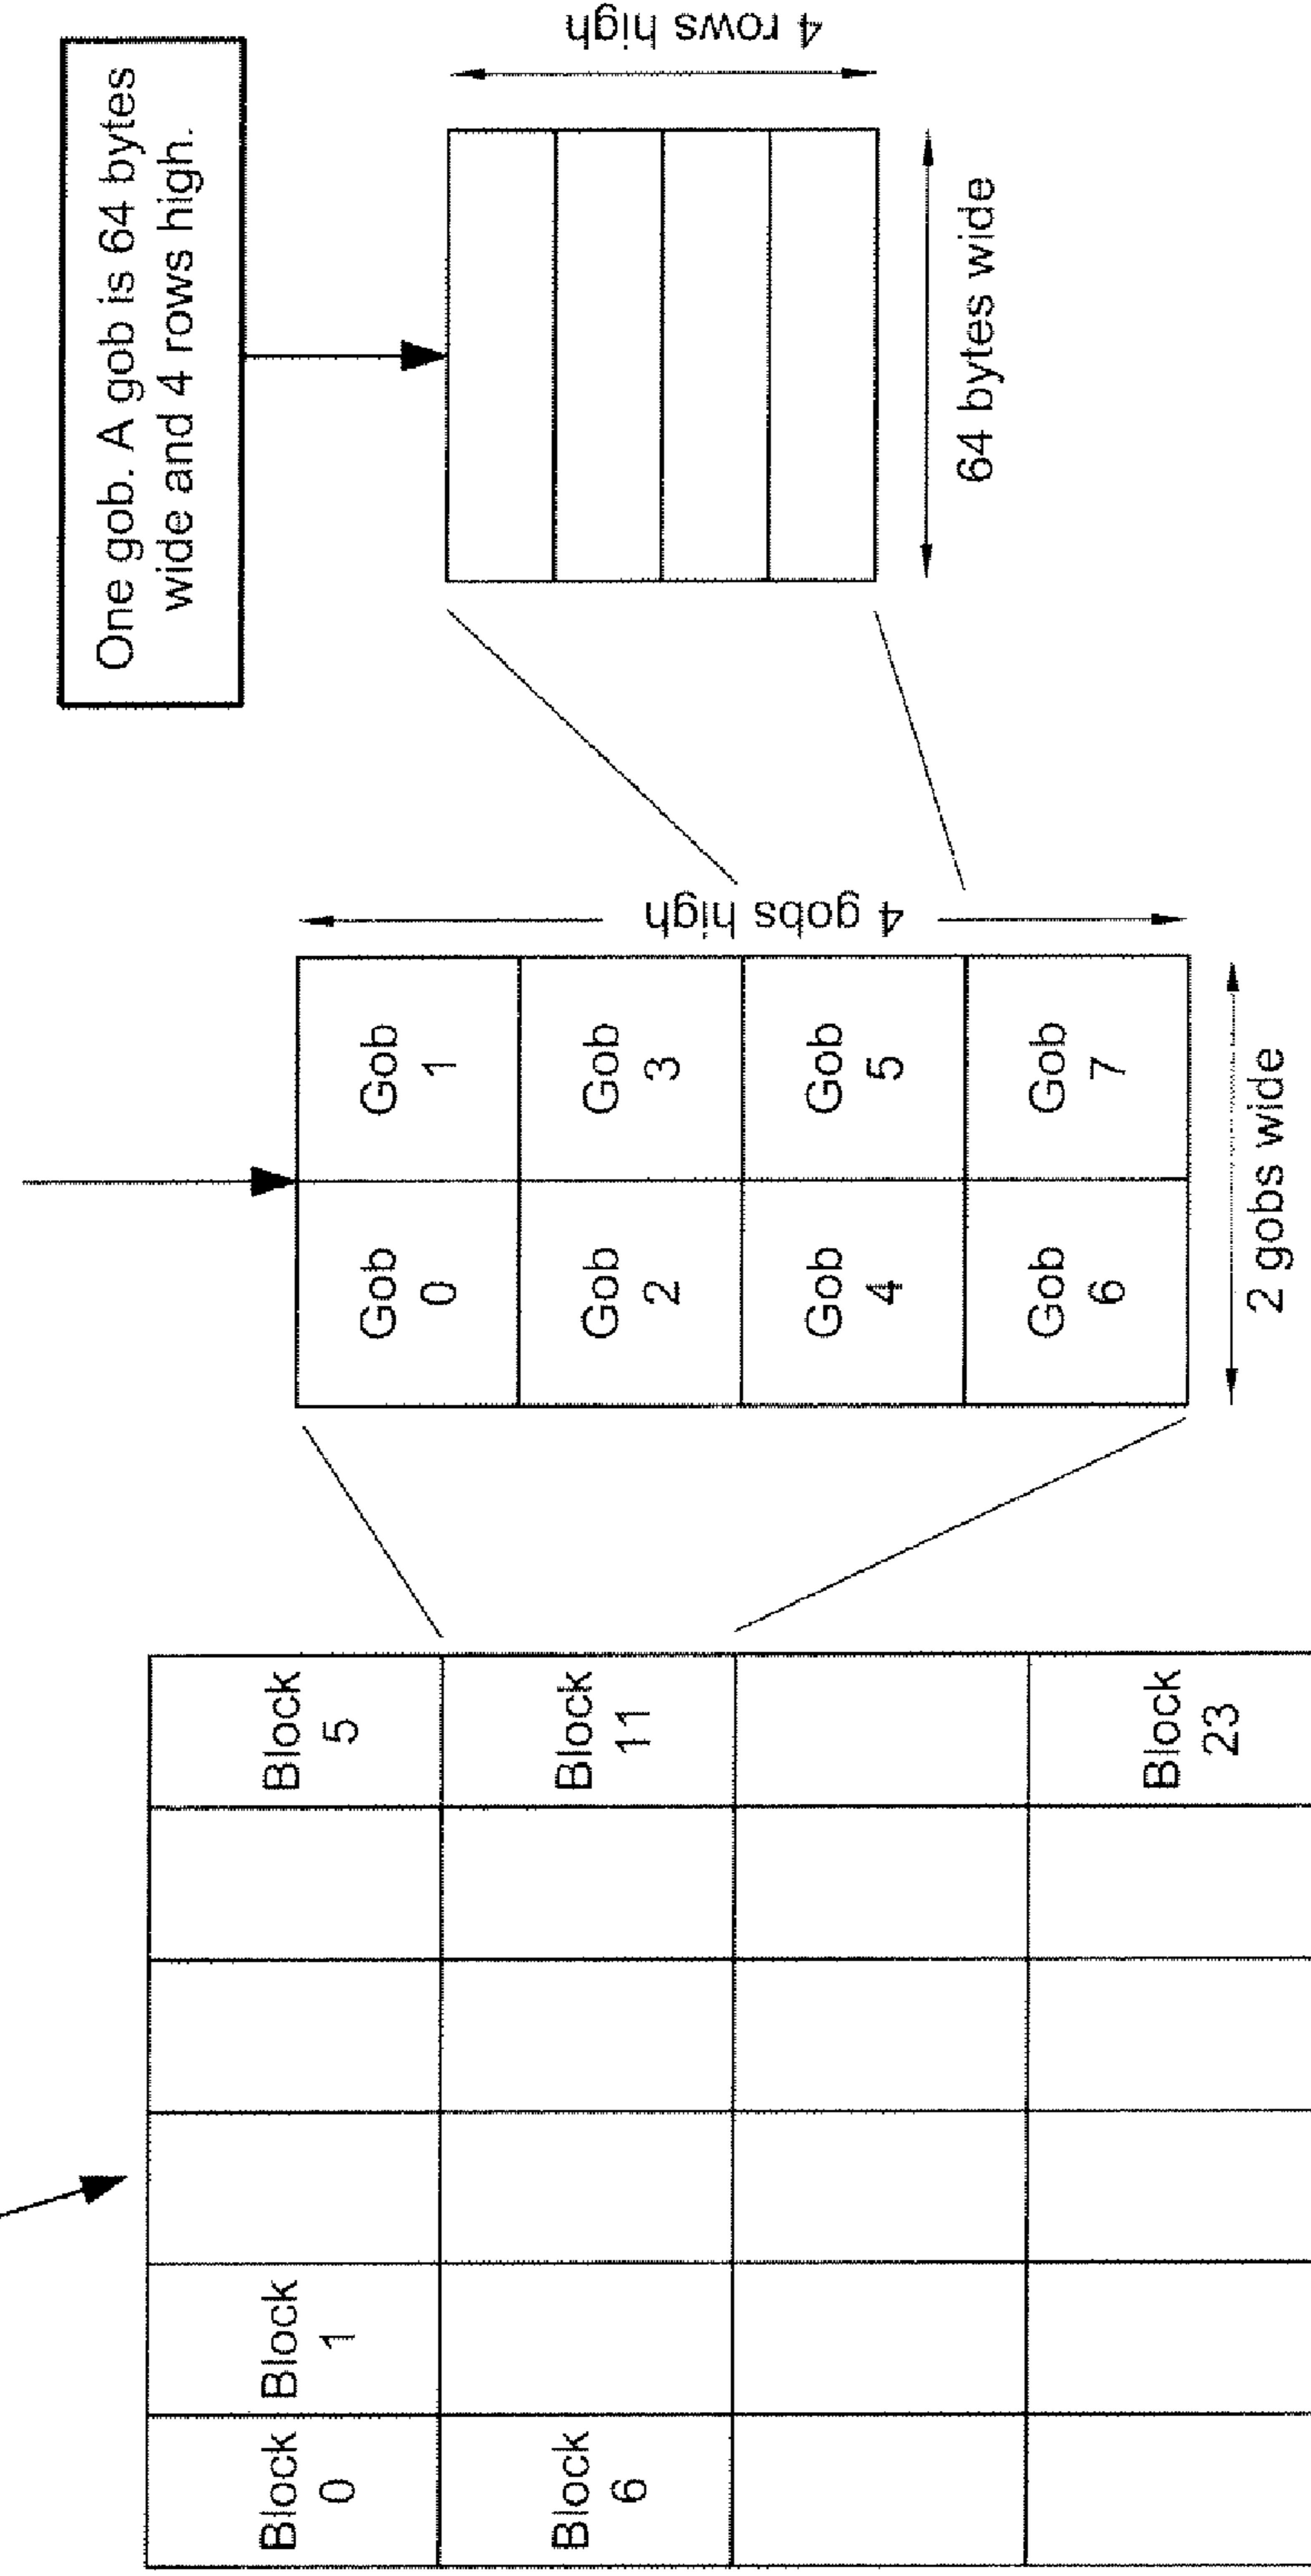 One gob. A gob is 64 bytes
wide and 4 rows high.
Block
0
Block
1
Block
5
Block
6
Block
11
Block
23
Gob
0
Gob
1
Gob
2
Gob
3
Gob
4
Gob
5
Gob
6
Gob
7
4 gobs high
2 gobs wide
4 rows high
64 bytes wide